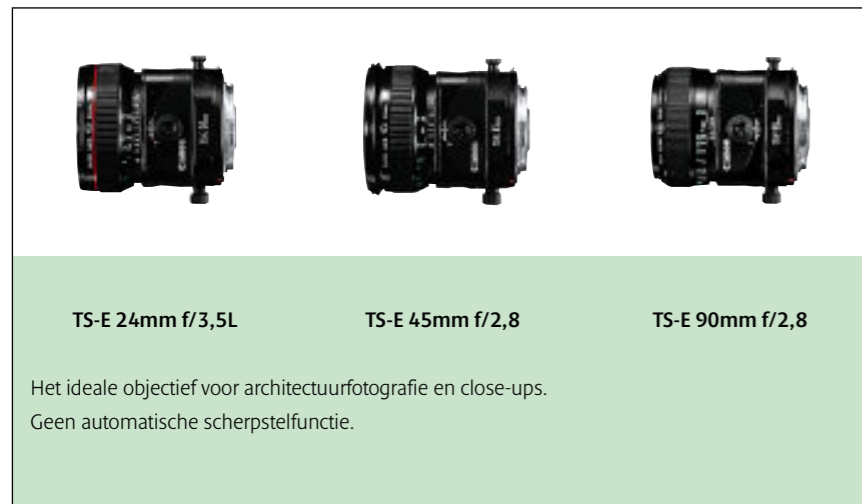 TS-E 24mm f/3,5L
TS-E 45mm f/2,8
TS-E 90mm f/2,8
Het ideale objectief voor architectuurfotografie en close-ups.
Geen automatische scherpstelfunctie.